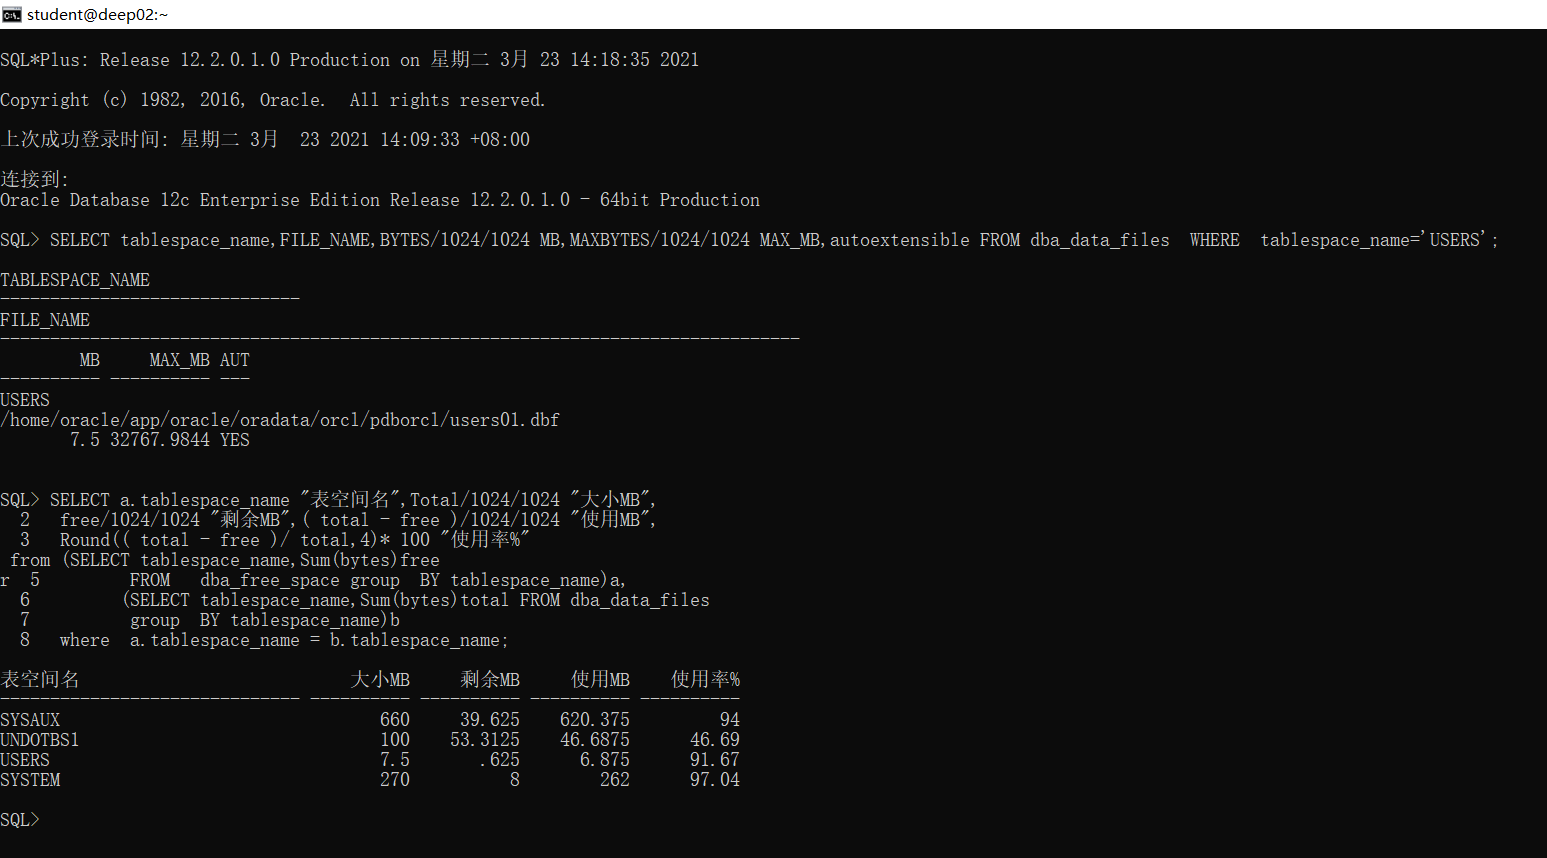 student@deep02:~
SQL*Plus: Release 12.2.0.1.0 Production on 星期二 3月 23 14:18:35 2021
Copyright (c) 1982, 2016, Oracle.  All rights reserved.
上次成功登录时间: 星期二 3月  23 2021 14:09:33 +08:00
连接到:
Oracle Database 12c Enterprise Edition Release 12.2.0.1.0 - 64bit Production
SQL> SELECT tablespace_name,FILE_NAME,BYTES/1024/1024 MB,MAXBYTES/1024/1024 MAX_MB,autoextensible FROM dba_data_files  WHERE  tablespace_name='USERS';
TABLESPACE_NAME
------------------------------
FILE_NAME
--------------------------------------------------------------------------------
        MB     MAX_MB AUT
---------- ---------- ---
USERS
/home/oracle/app/oracle/oradata/orcl/pdborcl/users01.dbf
       7.5 32767.9844 YES
SQL> SELECT a.tablespace_name "表空间名",Total/1024/1024 "大小MB",
  2   free/1024/1024 "剩余MB",( total - free )/1024/1024 "使用MB",
  3   Round(( total - free )/ total,4)* 100 "使用率%"
 from (SELECT tablespace_name,Sum(bytes)free
r  5         FROM   dba_free_space group  BY tablespace_name)a,
  6         (SELECT tablespace_name,Sum(bytes)total FROM dba_data_files
  7          group  BY tablespace_name)b
  8   where  a.tablespace_name = b.tablespace_name;
表空间名                           大小MB     剩余MB     使用MB    使用率%
------------------------------ ---------- ---------- ---------- ----------
SYSAUX                                660     39.625    620.375         94
UNDOTBS1                              100    53.3125    46.6875      46.69
USERS                                 7.5       .625      6.875      91.67
SYSTEM                                270          8        262      97.04
SQL>